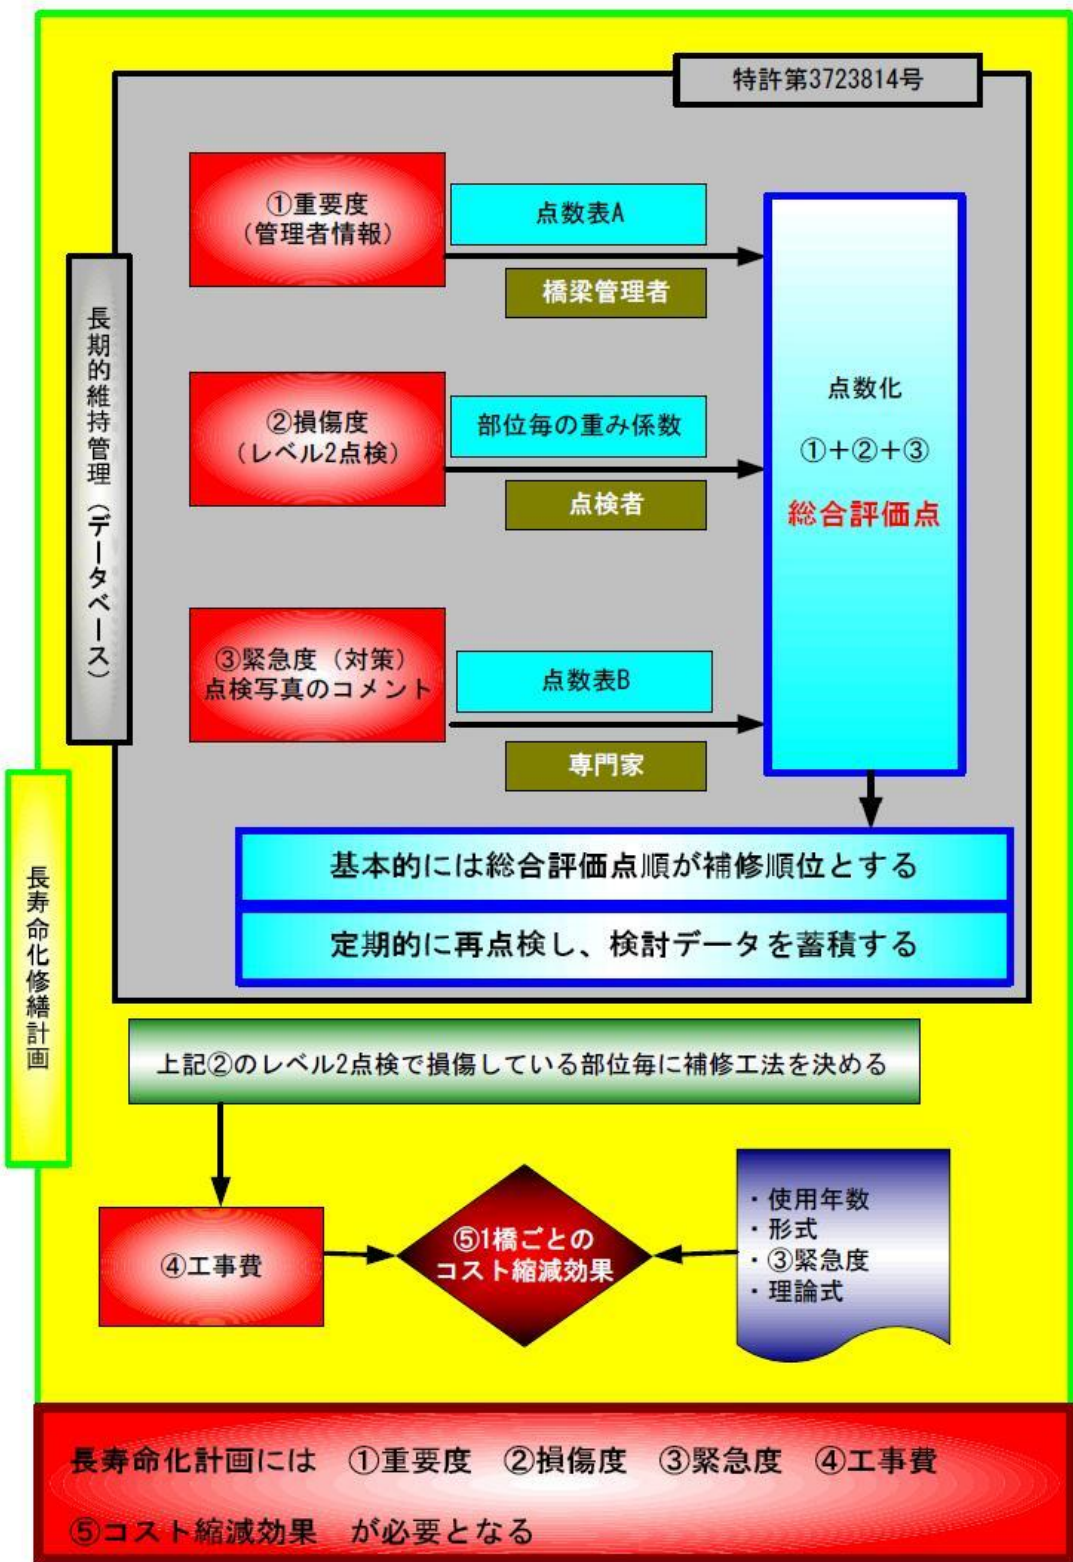 特許第3723814号
①重要度
(管理者情報)
点数表A
橋梁管理者
長期的維持管理(データベース)
②損傷度
(レベル2点検)
部位毎の重み係数
点検者
点数化
①+②+③
総合評価点
③緊急度(対策)
点検写真のコメント
点数表B
専門家
基本的には総合評価点順が補修順位とする
定期的に再点検し、検討データを蓄積する
長寿命化修繕計画
上記②のレベル2点検で損傷している部位毎に補修工法を決める
④工事費
⑤1橋ごとの
コスト縮減効果
・使用年数
・形式
・③緊急度
・理論式
長寿命化計画には ①重要度 ②損傷度 ③緊急度 ④工事費
⑤コスト縮減効果 が必要となる